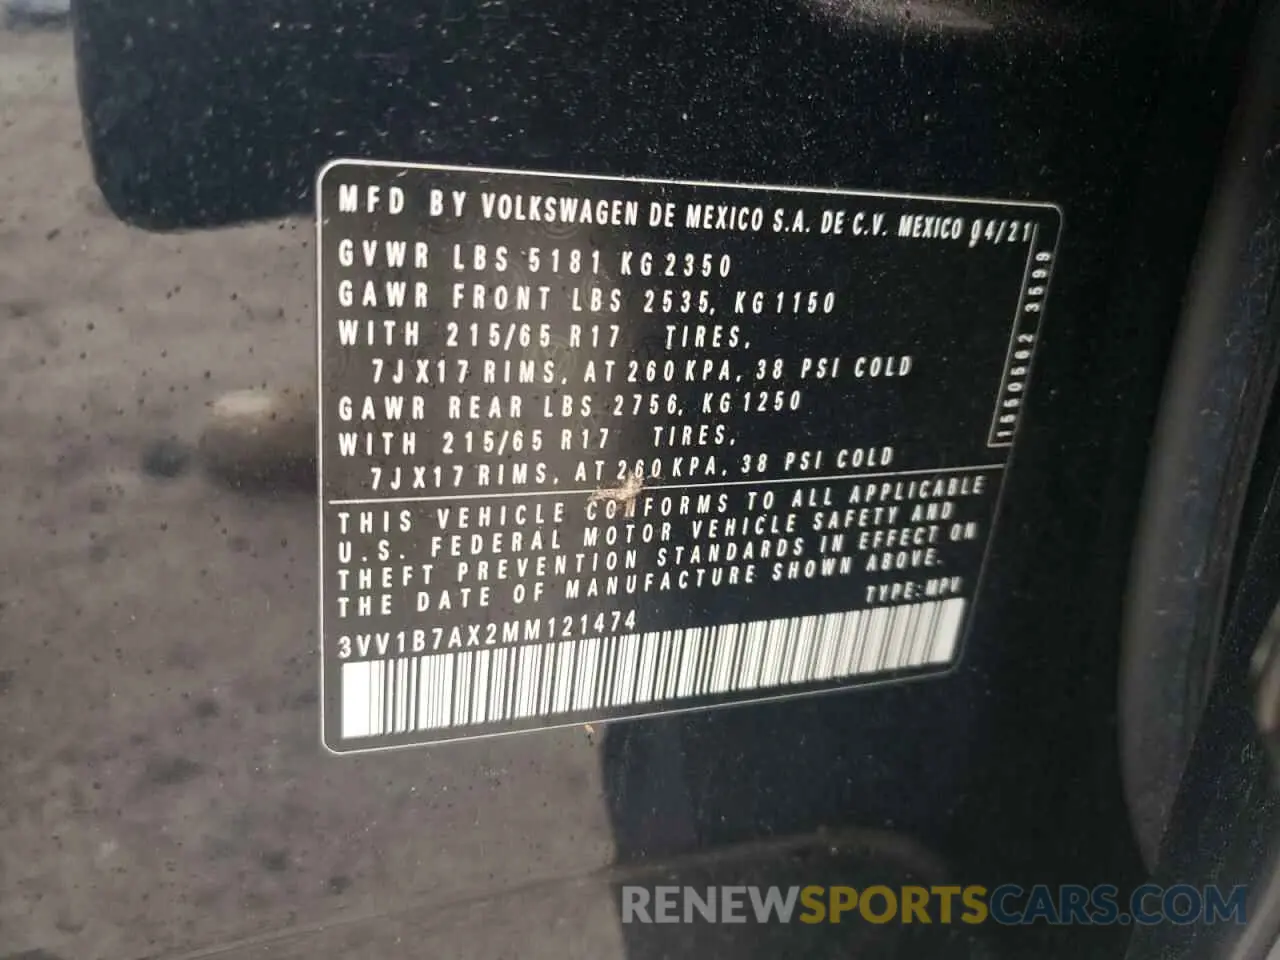 MFD BY VOLKSWAGEN DE MEXICO S.A. DE C.V. MEXICO 04/21
GVWR LBS 5181 KG 2350
GAWR FRONT LBS 2535, KG 1150
WITH 215/65 R17 TIRES,
7JX17 RIMS, AT 260 KPA, 38 PSI COLD
GAWR REAR LBS 2756, KG 1250
WITH 215/65 R17 TIRES,
7JX17 RIMS, AT 260 KPA, 38 PSI COLD
1550562 3599
THIS VEHICLE CONFORMS TO ALL APPLICABLE
U.S. FEDERAL MOTOR VEHICLE SAFETY AND
THEFT PREVENTION STANDARDS IN EFFECT ON
THE DATE OF MANUFACTURE SHOWN ABOVE.
TYPE: MPV
3VV1B7AX2MM121474
RENEWSPORTSCARS.COM